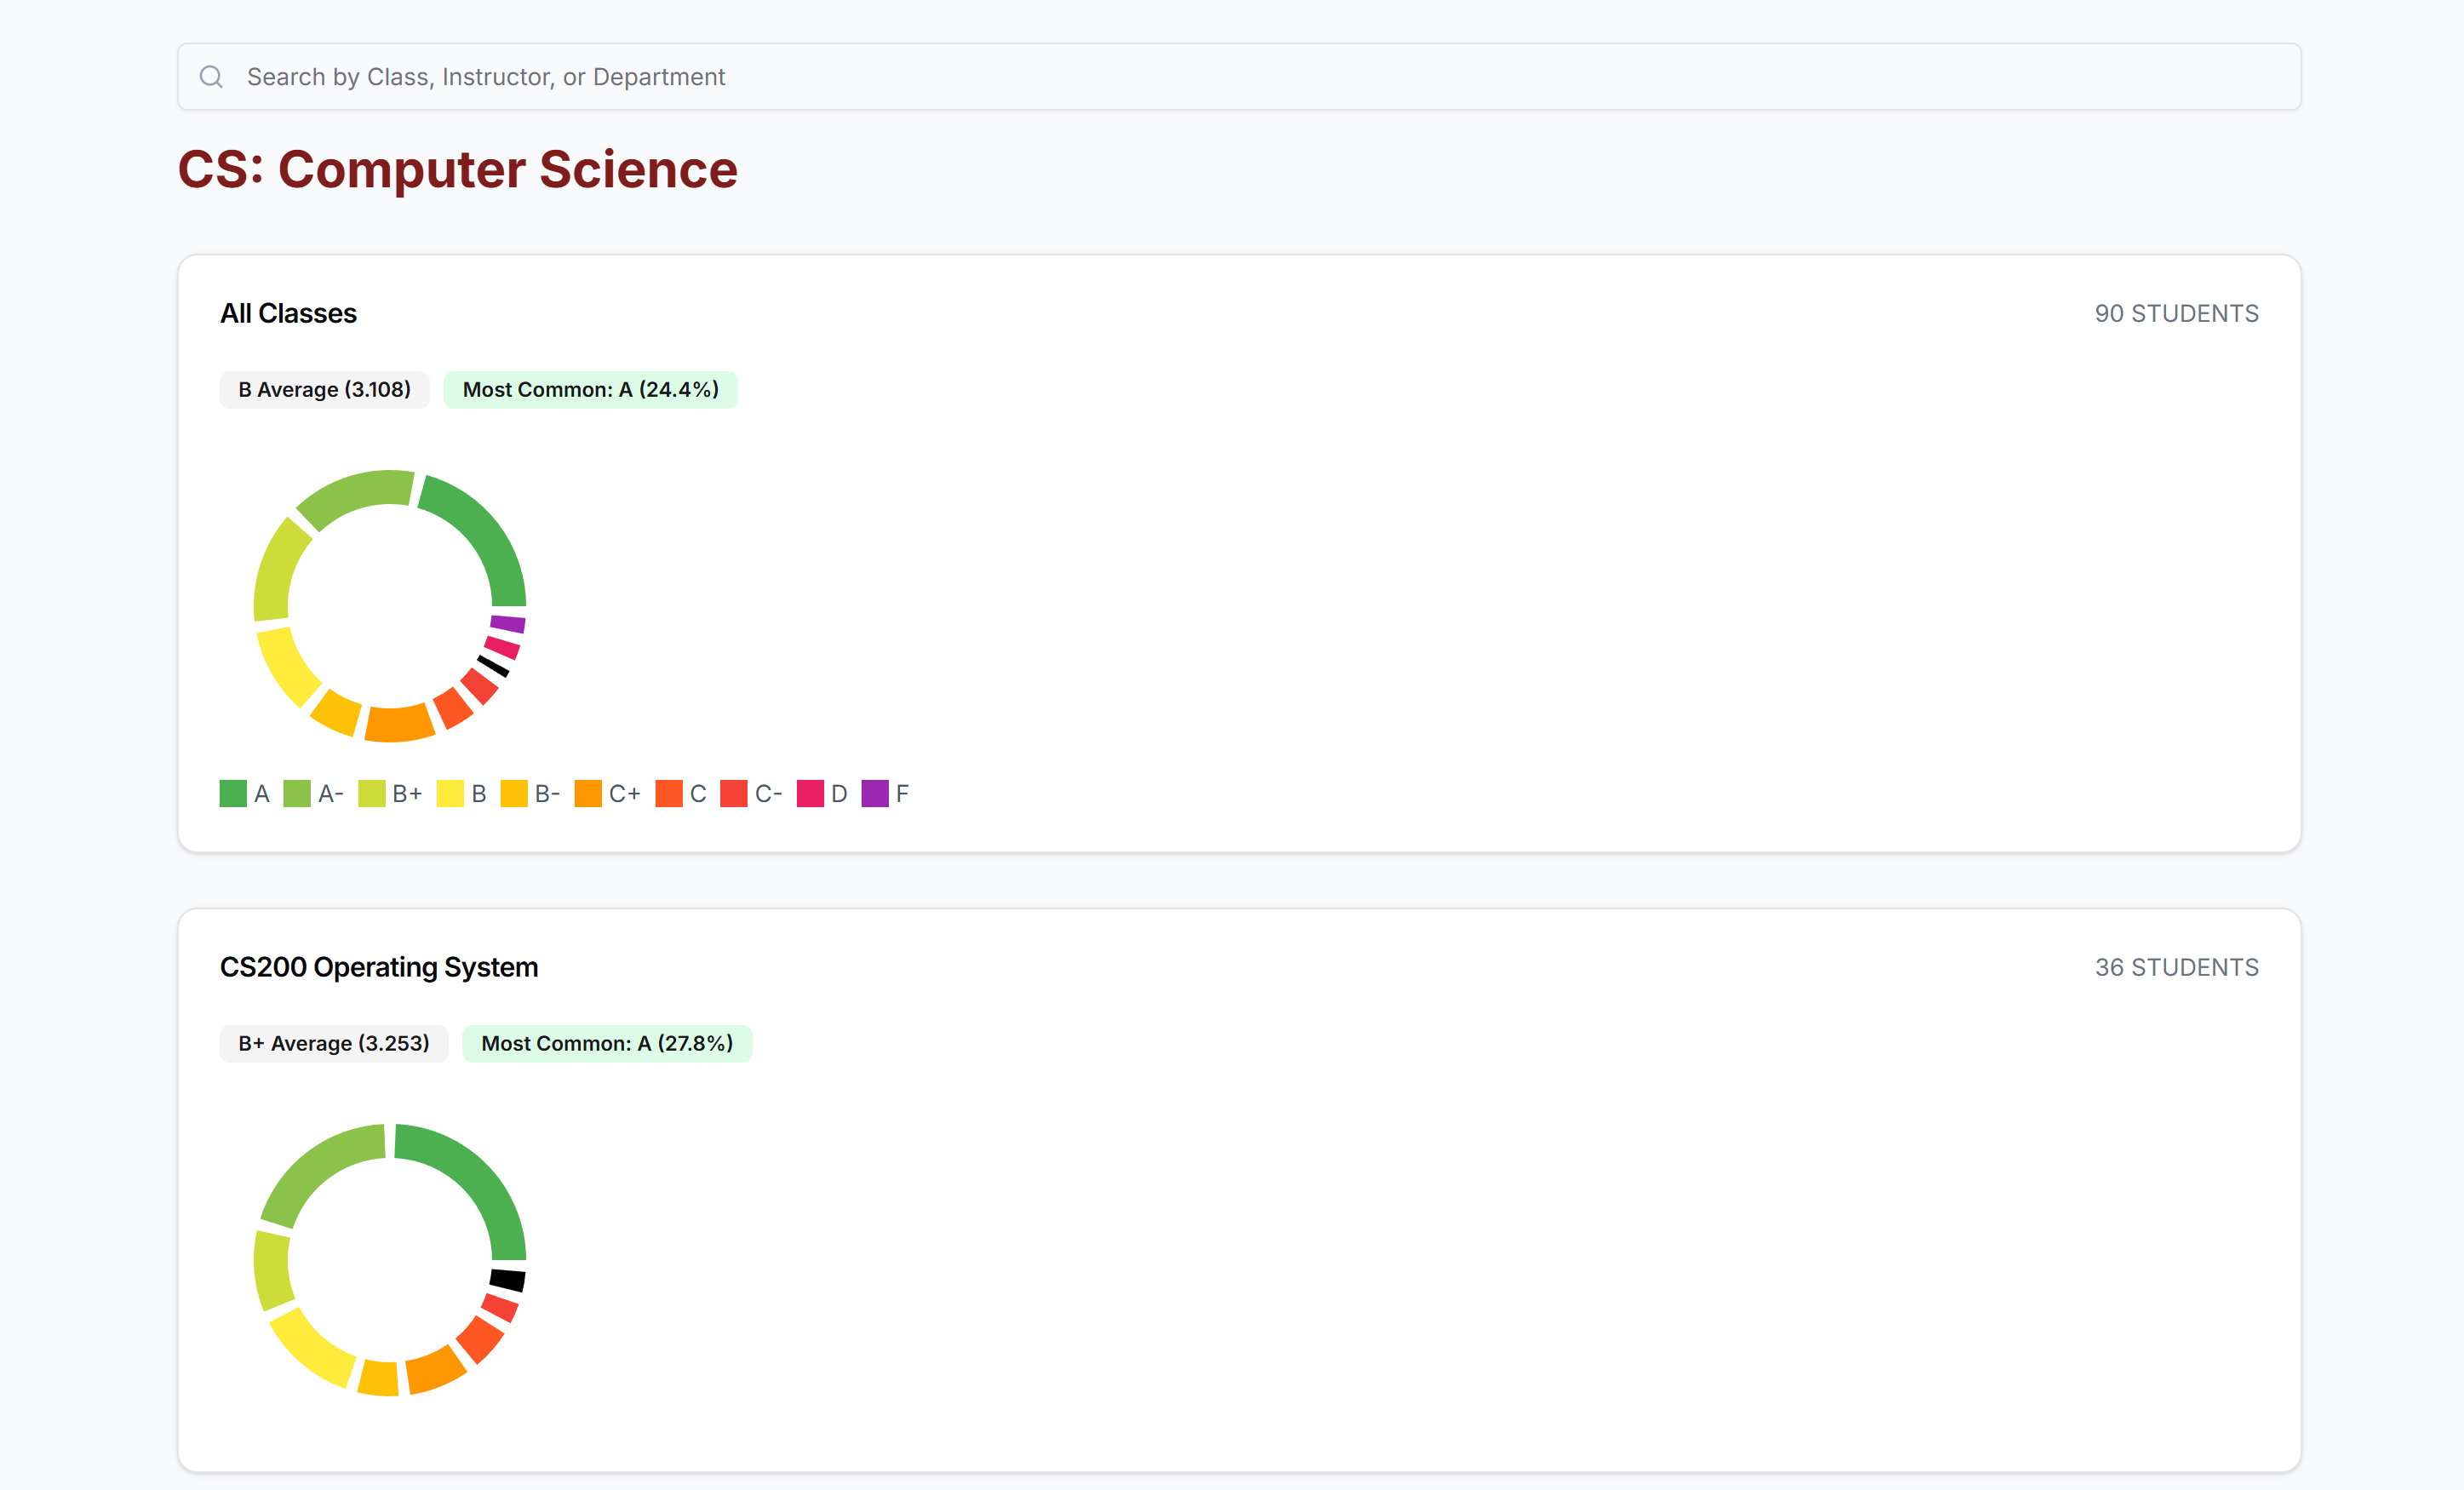 Search by Class, Instructor, or Department
CS: Computer Science
All Classes
90 STUDENTS
B Average (3.108)
Most Common: A (24.4%)
A A- B+ B B- C+ C C- D F
CS200 Operating System
36 STUDENTS
B+ Average (3.253)
Most Common: A (27.8%)